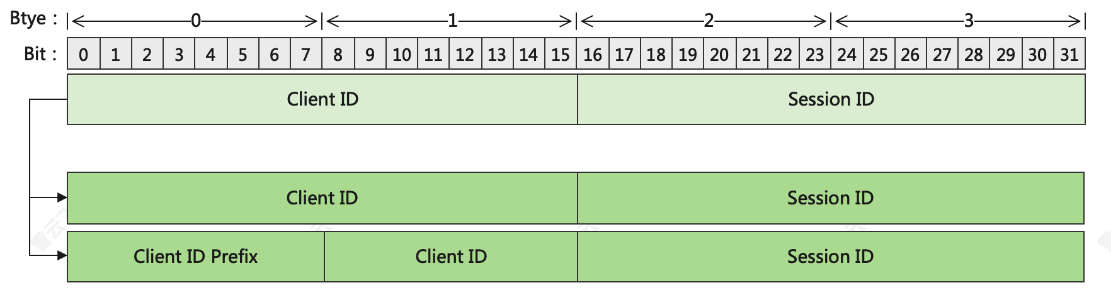 Btye : 0 1 2 3
Bit : 0 1 2 3 4 5 6 7 8 9 10 11 12 13 14 15 16 17 18 19 20 21 22 23 24 25 26 27 28 29 30 31
Client ID Session ID
Client ID Session ID
Client ID Prefix Client ID Session ID